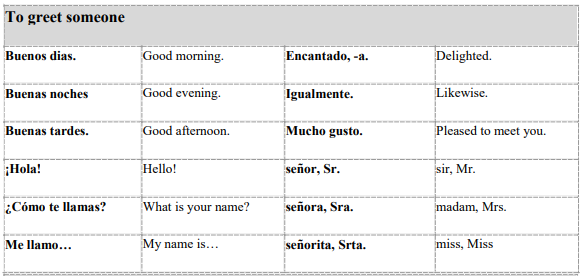 To greet someone
Buenos dias. Good morning. Encantado, -a. Delighted.
Buenas noches Good evening. Igualmente. Likewise.
Buenas tardes. Good afternoon. Mucho gusto. Pleased to meet you.
¡Hola! Hello! señor, Sr. sir, Mr.
¿Cómo te llamas? What is your name? señora, Sra. madam, Mrs.
Me llamo… My name is… señorita, Srta. miss, Miss